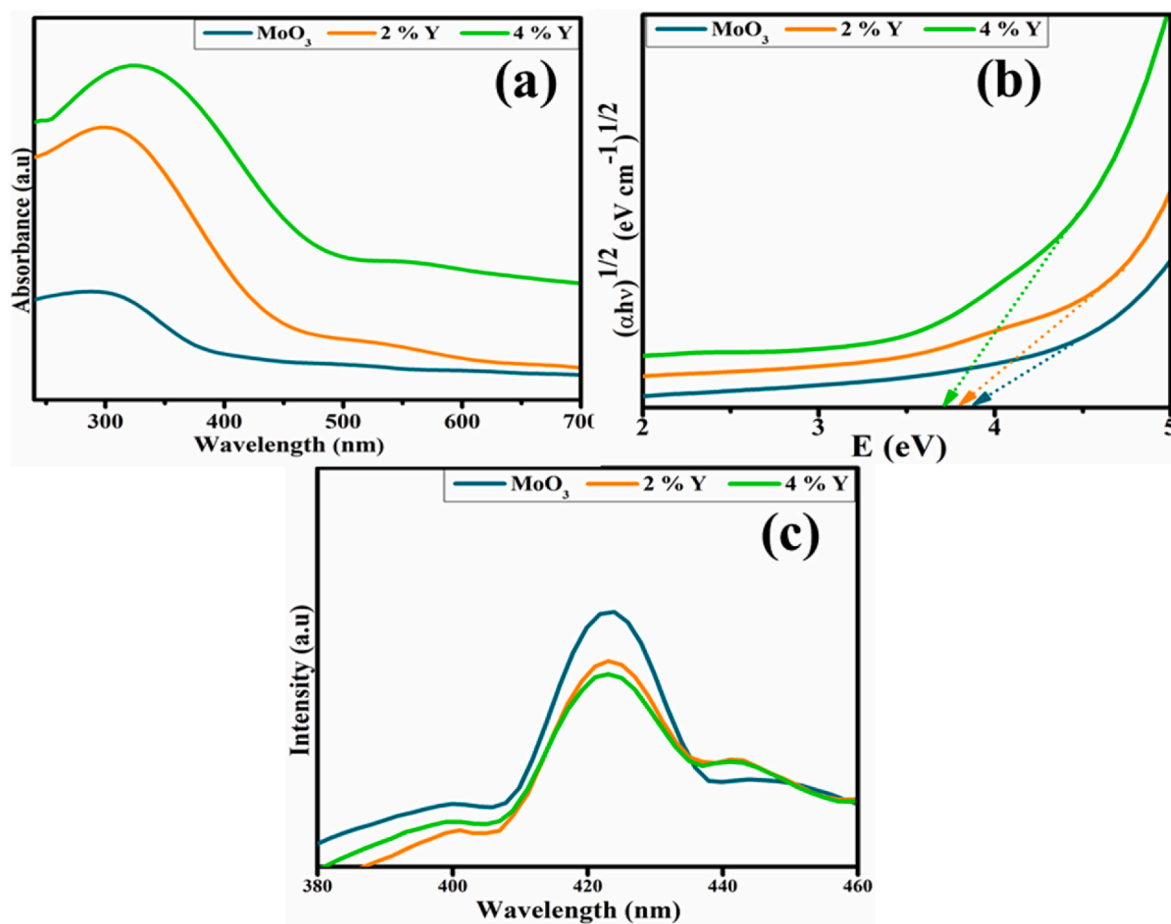 MoO₃ 2 % Y 4 % Y
(a)
Absorbance (a.u)
300 400 500 600 700
Wavelength (nm)
MoO₃ 2 % Y 4 % Y
(b)
(αhν)^1/2 (eV cm^-1)^1/2
2 3 4 5
E (eV)
MoO₃ 2 % Y 4 % Y
(c)
Intensity (a.u)
380 400 420 440 460
Wavelength (nm)